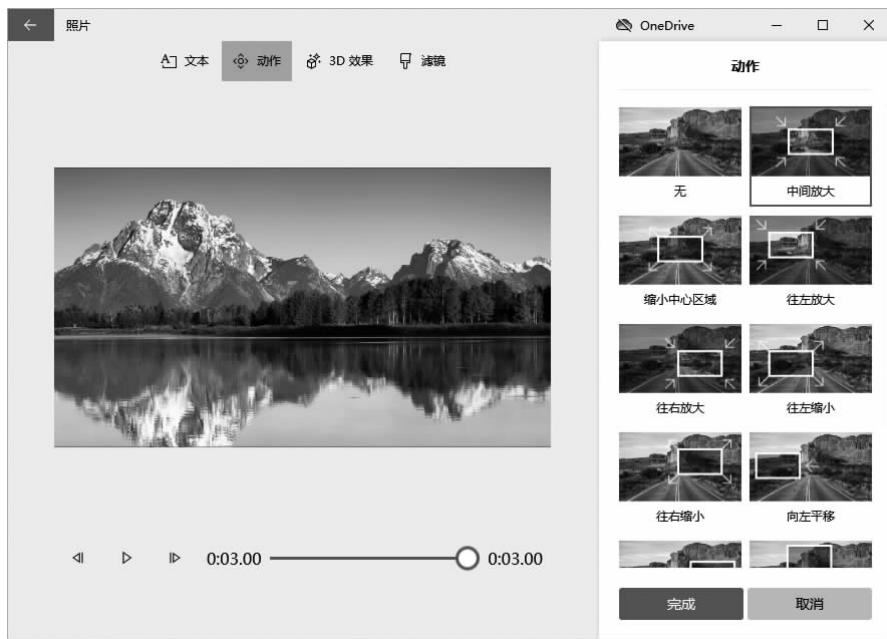 照片
OneDrive
文本 动作 3D 效果 滤镜
动作
无 中间放大
缩小中心区域 往左放大
往右放大 往左缩小
往右缩小 向左平移
0:03.00 0:03.00
完成 取消